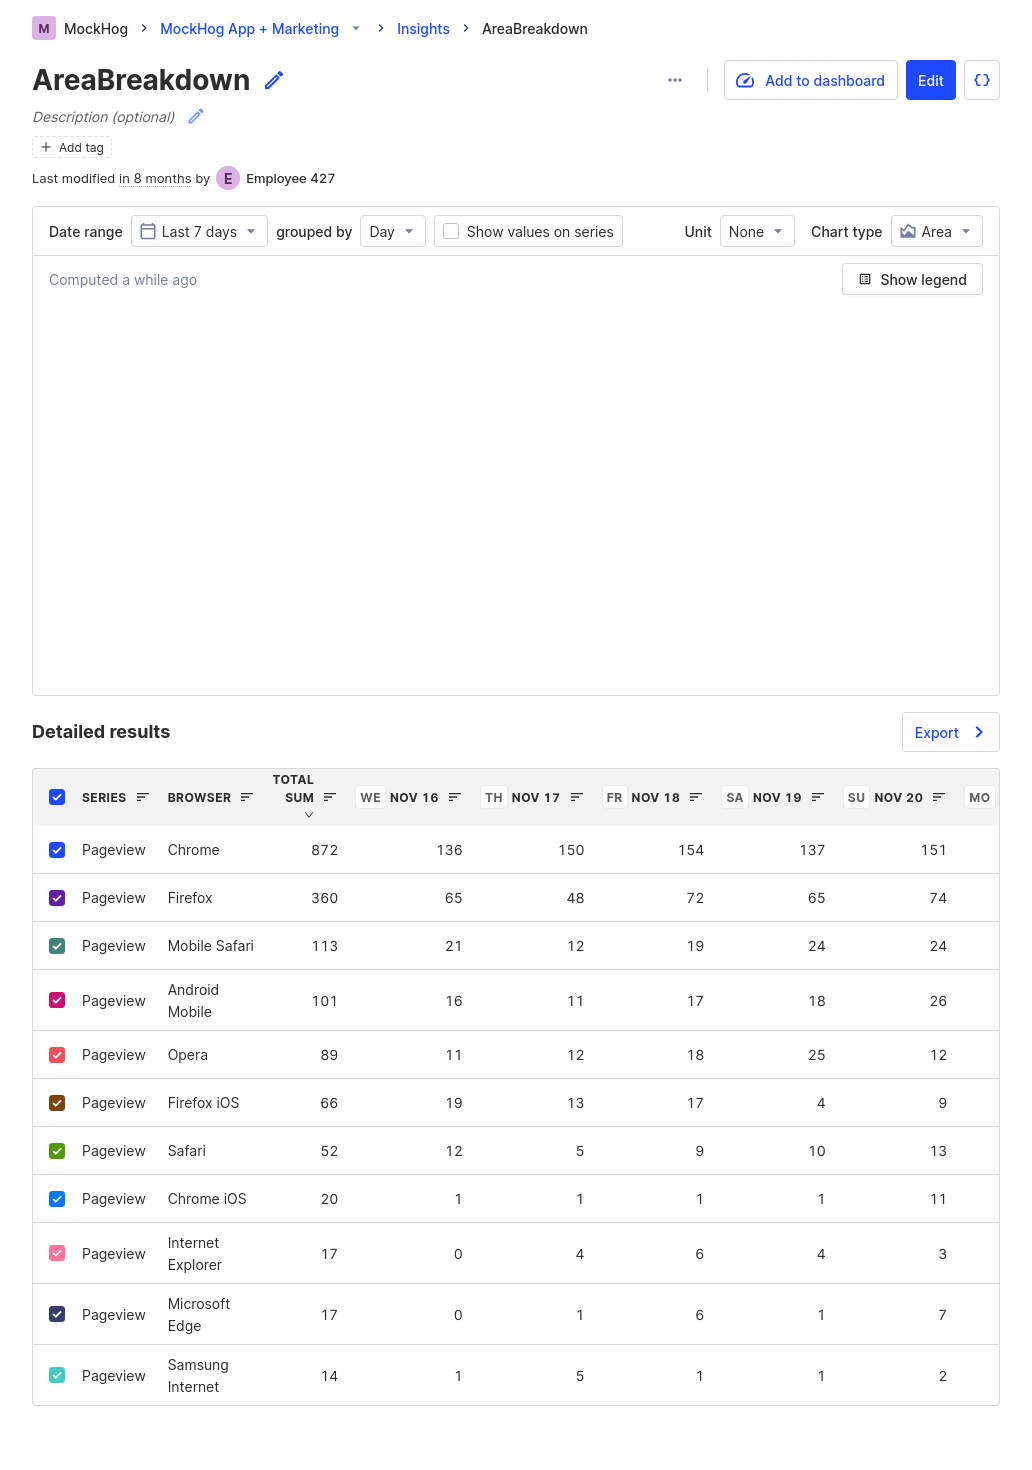 M MockHog MockHog App + Marketing Insights AreaBreakdown
AreaBreakdown
Add to dashboard Edit {}
Description (optional)
+ Add tag
Last modified in 8 months by E Employee 427
Date range Last 7 days grouped by Day Show values on series Unit None Chart type Area
Computed a while ago Show legend
Detailed results Export
SERIES BROWSER TOTAL SUM WE NOV 16 TH NOV 17 FR NOV 18 SA NOV 19 SU NOV 20 MO
Pageview Chrome 872 136 150 154 137 151
Pageview Firefox 360 65 48 72 65 74
Pageview Mobile Safari 113 21 12 19 24 24
Pageview Android Mobile 101 16 11 17 18 26
Pageview Opera 89 11 12 18 25 12
Pageview Firefox iOS 66 19 13 17 4 9
Pageview Safari 52 12 5 9 10 13
Pageview Chrome iOS 20 1 1 1 1 11
Pageview Internet Explorer 17 0 4 6 4 3
Pageview Microsoft Edge 17 0 1 6 1 7
Pageview Samsung Internet 14 1 5 1 1 2